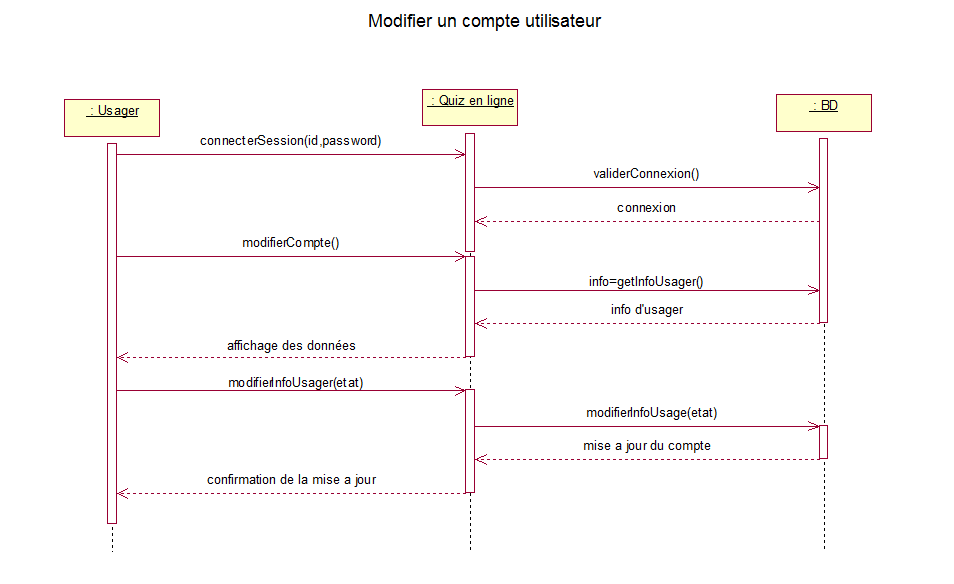 Modifier un compte utilisateur
: Usager
: Quiz en ligne
: BD
connecterSession(id,password)
validerConnexion()
connexion
modifierCompte()
info=getInfoUsager()
info d'usager
affichage des données
modifierInfoUsager(etat)
modifierInfoUsage(etat)
mise a jour du compte
confirmation de la mise a jour